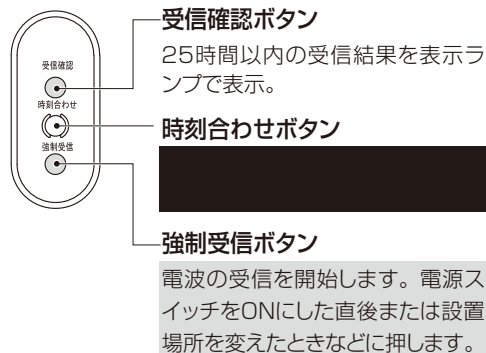 受信確認ボタン
25時間以内の受信結果を表示ラ
ンプで表示。
受信確認
時刻合わせ
強制受信
時刻合わせボタン
強制受信ボタン
電波の受信を開始します。電源ス
イッチをONにした直後または設置
場所を変えたときなどに押します。